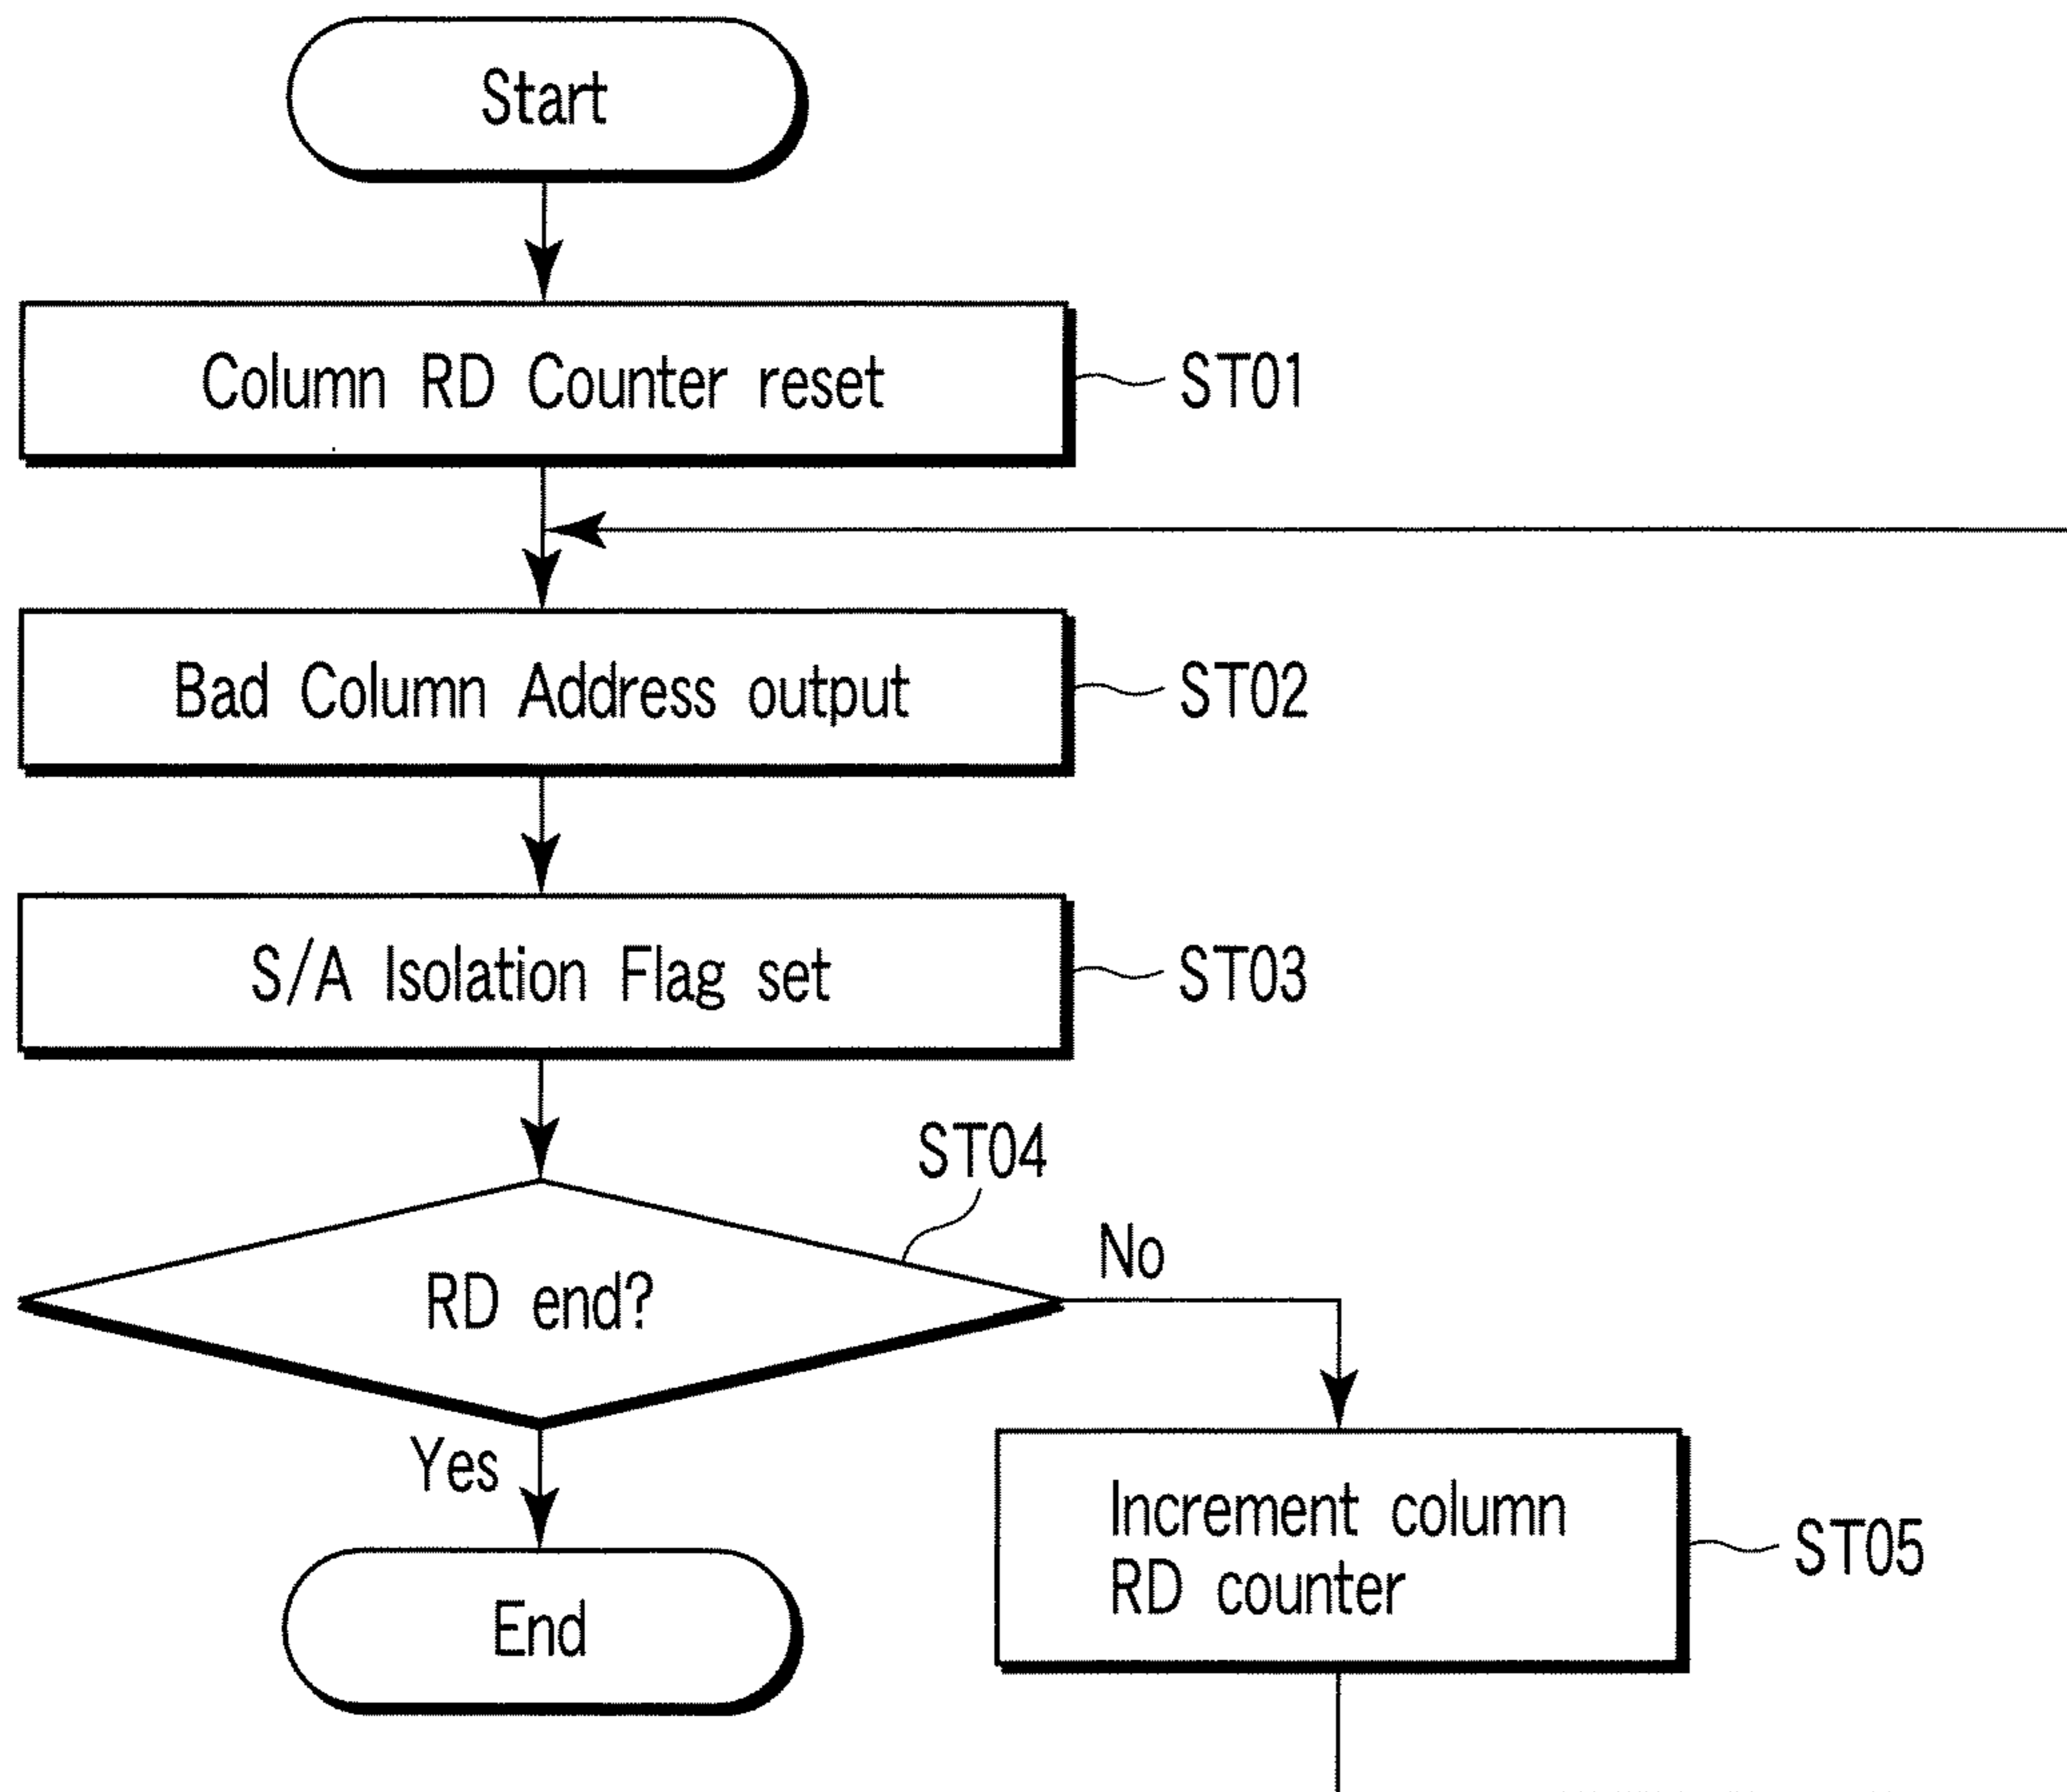 Start
Column RD Counter reset
ST01
Bad Column Address output
ST02
S/A Isolation Flag set
ST03
ST04
RD end?
No
Yes
Increment column
RD counter
ST05
End